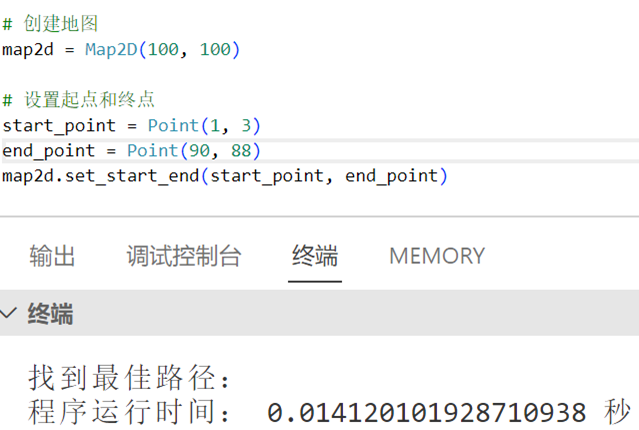 # 创建地图
map2d = Map2D(100, 100)
# 设置起点和终点
start_point = Point(1, 3)
end_point = Point(90, 88)
map2d.set_start_end(start_point, end_point)
输出 调试控制台 终端 MEMORY
终端
找到最佳路径：
程序运行时间： 0.014120101928710938 秒